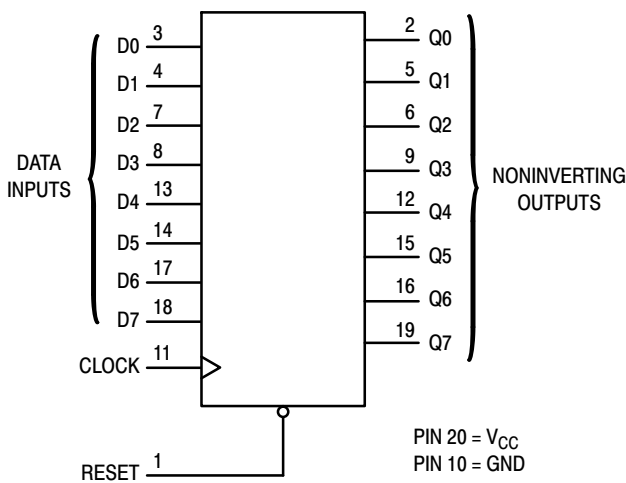 D0 3
D1 4
D2 7
D3 8
D4 13
D5 14
D6 17
D7 18
DATA
INPUTS
CLOCK 11
RESET 1
2 Q0
5 Q1
6 Q2
9 Q3
12 Q4
15 Q5
16 Q6
19 Q7
NONINVERTING
OUTPUTS
PIN 20 = VCC
PIN 10 = GND